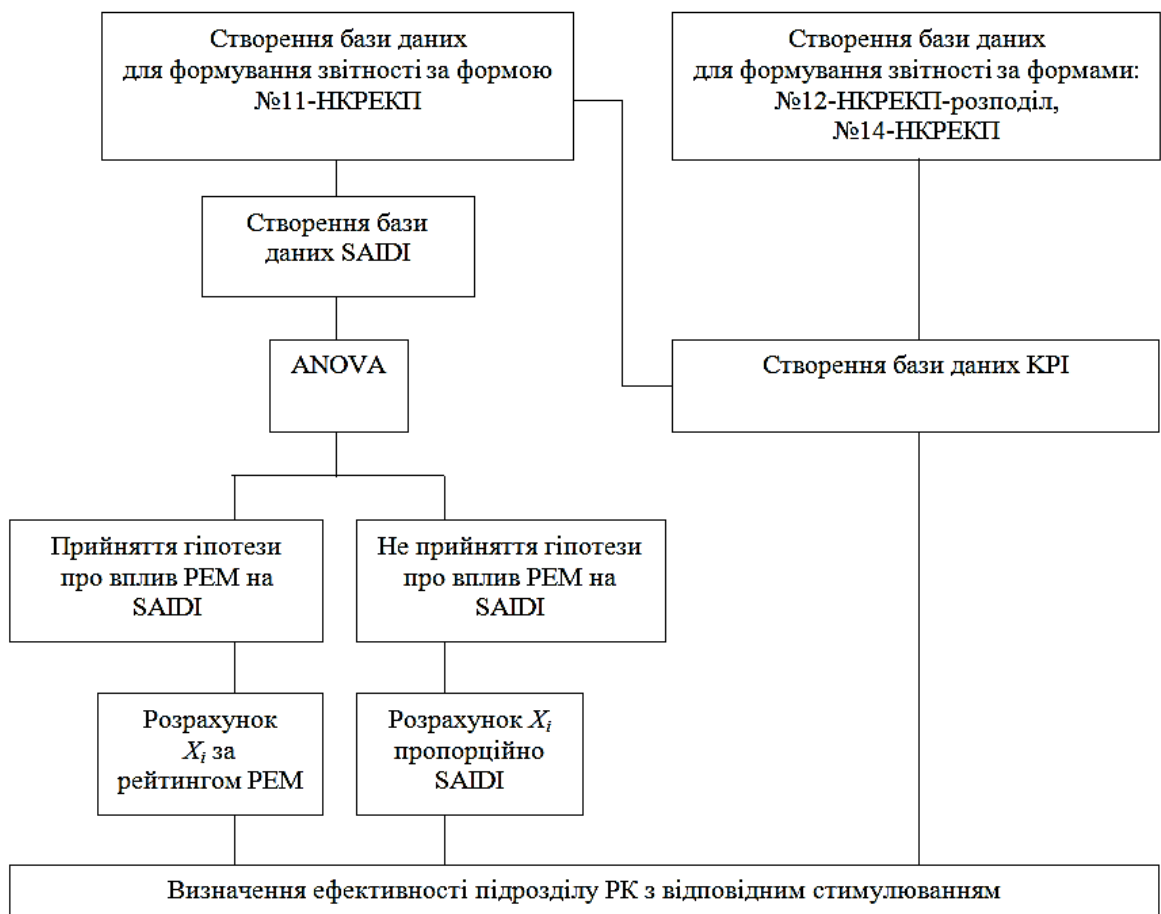 Створення бази даних
для формування звітності за формою
№11-НКРЕКП
Створення бази даних
для формування звітності за формами:
№12-НКРЕКП-розподіл,
№14-НКРЕКП
Створення бази
даних SAIDI
ANOVA
Створення бази даних KPI
Прийняття гіпотези
про вплив РЕМ на
SAIDI
Не прийняття гіпотези
про вплив РЕМ на
SAIDI
Розрахунок
Xi за
рейтингом РЕМ
Розрахунок Xi
пропорційно
SAIDI
Визначення ефективності підрозділу РК з відповідним стимулюванням